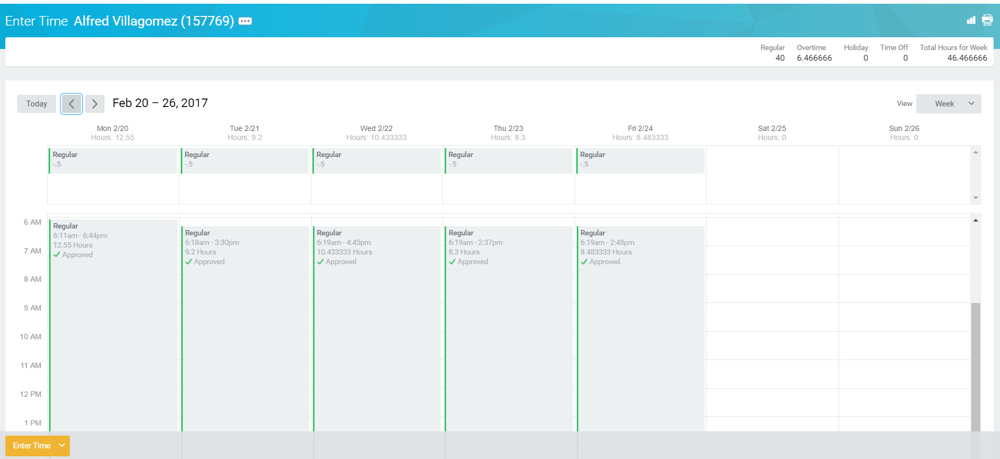 Enter Time Alfred Villagomez (157769)
Regular Overtime Holiday Time Off Total Hours for Week
40 6.466666 0 0 46.466666
Today Feb 20 – 26, 2017 View Week
Mon 2/20 Tue 2/21 Wed 2/22 Thu 2/23 Fri 2/24 Sat 2/25 Sun 2/26
Hours: 12.55 Hours: 9.2 Hours: 10.433333 Hours: 8.3 Hours: 8.483333 Hours: 0 Hours: 0
Regular Regular Regular Regular Regular
-.5 -.5 -.5 -.5 -.5
6 AM
Regular
6:11am - 6:44pm
12.55 Hours
Approved
Regular
6:18am - 3:30pm
9.2 Hours
Approved
Regular
6:19am - 4:45pm
10.433333 Hours
Approved
Regular
6:19am - 2:37pm
8.3 Hours
Approved
Regular
6:19am - 2:48pm
8.483333 Hours
Approved
7 AM
8 AM
9 AM
10 AM
11 AM
12 PM
1 PM
Enter Time